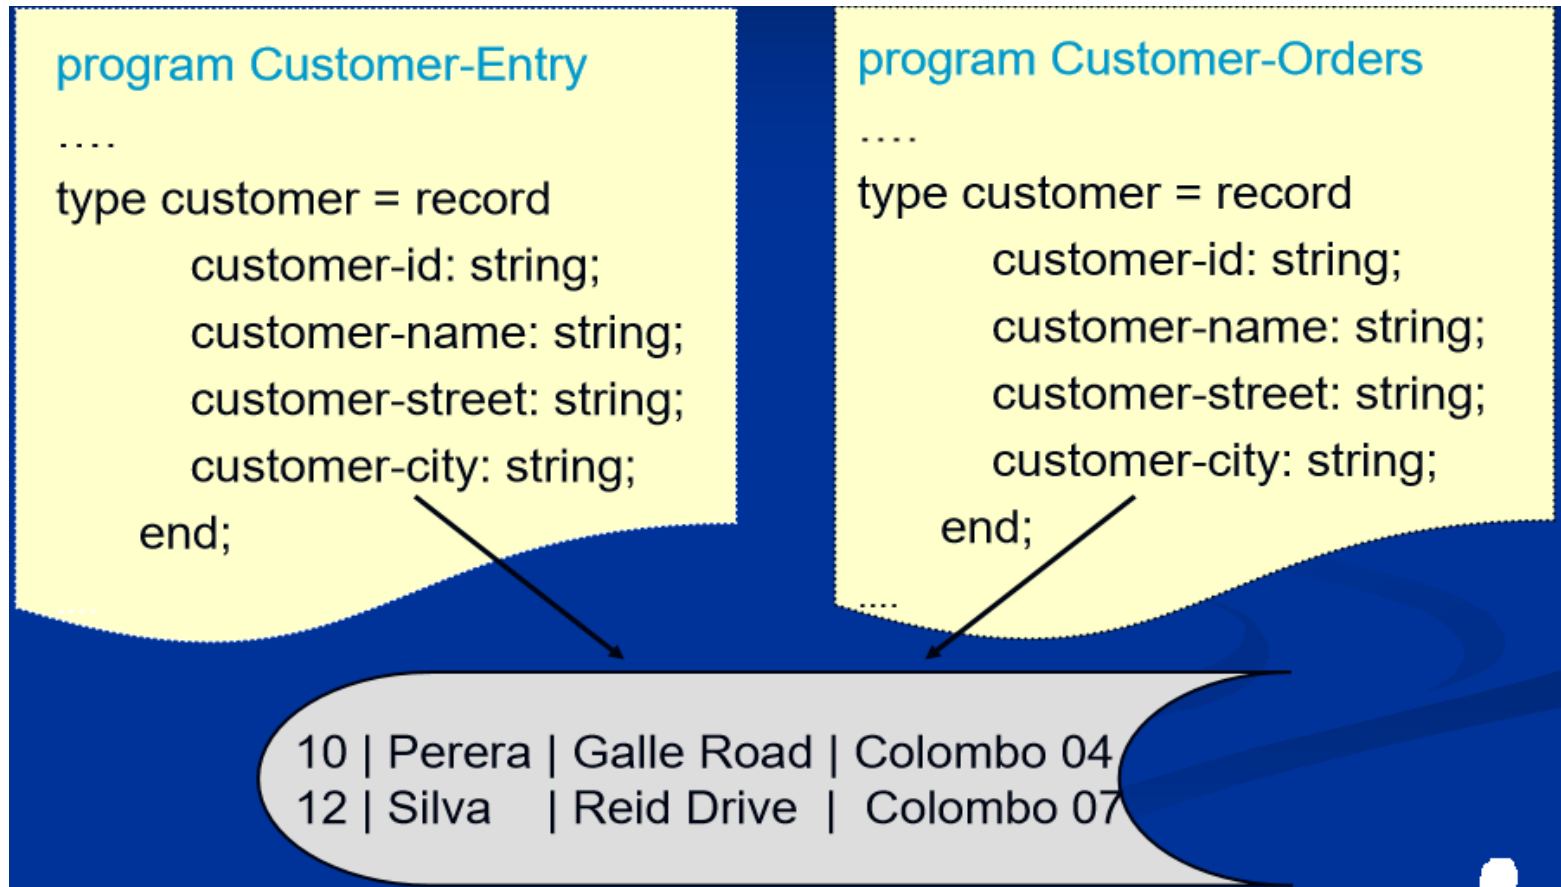 program Customer-Entry
....
type customer = record
customer-id: string;
customer-name: string;
customer-street: string;
customer-city: string;
end;
....
program Customer-Orders
....
type customer = record
customer-id: string;
customer-name: string;
customer-street: string;
customer-city: string;
end;
....
10 | Perera | Galle Road | Colombo 04
12 | Silva | Reid Drive | Colombo 07